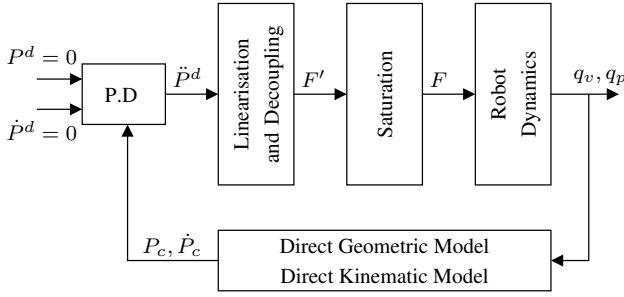 P^d = 0
Ṗ^d = 0
P.D
P̈^d
Linearisation
and Decoupling
F′
Saturation
F
Robot
Dynamics
q_v, q_p
P_c, Ṗ_c
Direct Geometric Model
Direct Kinematic Model